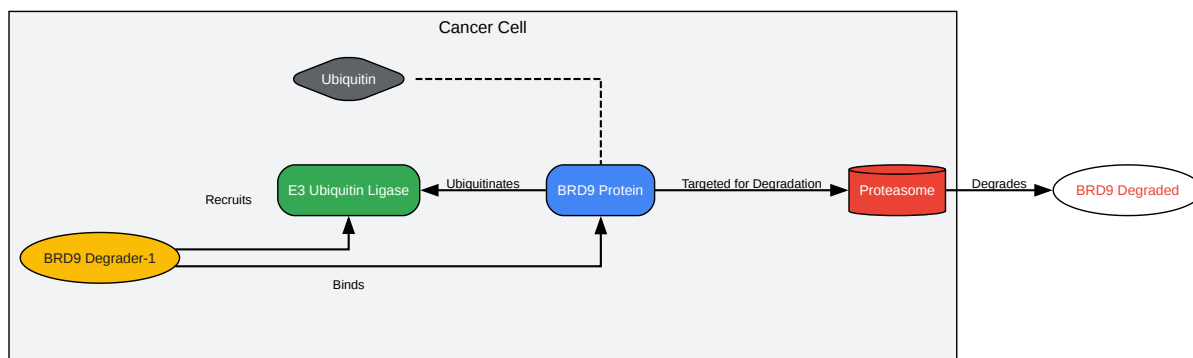 Cancer Cell
Ubiquitin
E3 Ubiquitin Ligase
Ubiquitinates
BRD9 Protein
Targeted for Degradation
Proteasome
Degrades
BRD9 Degraded
Recruits
BRD9 Degrader-1
Binds